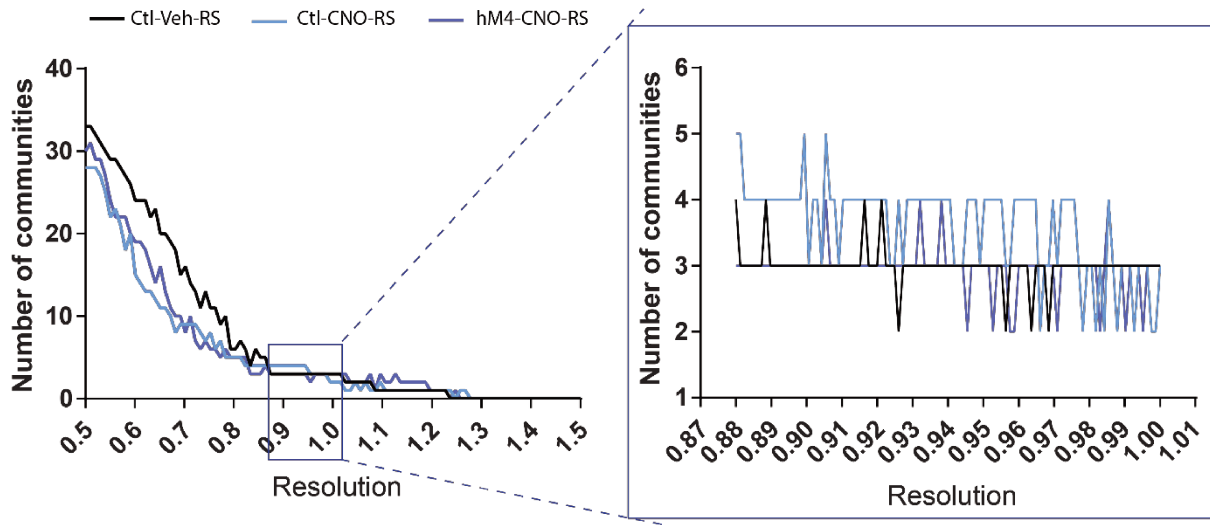 Ctl-Veh-RS Ctl-CNO-RS hM4-CNO-RS
Number of communities
40
30
20
10
0
0.5 0.6 0.7 0.8 0.9 1.0 1.1 1.2 1.3 1.5
Resolution
Number of communities
6
5
4
3
2
1
0.87 0.88 0.89 0.90 0.91 0.92 0.93 0.94 0.95 0.96 0.97 0.98 0.99 1.00 1.01
Resolution